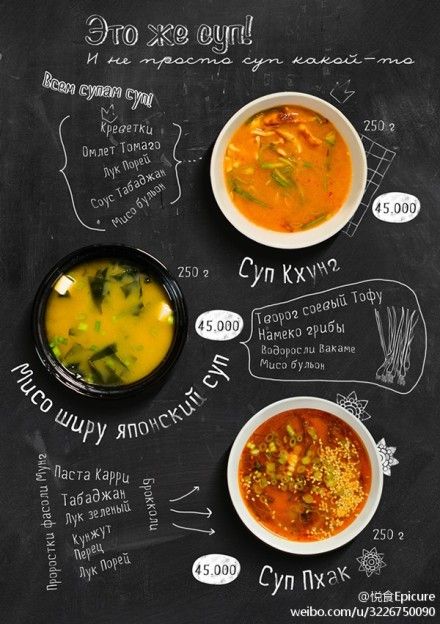 Это же суп!
И не просто суп какой-то
Всем супам суп!
Креветки
Омлет Томаго
Лук Порей
Соус Табаджан
Мисо бульон
250 г
45.000
Суп Кхунг
250 г
45.000
Творог соевый Тофу
Намеко грибы
Водоросли Вакаме
Мисо бульон
Мисо ширу японский суп
Проростки фасоли Мунг
Паста Карри
Табаджан
Лук зеленый
Кунжут
Перец
Лук Порей
Брокколи
250 г
45.000
Суп Пхак
@悦食Epicure
weibo.com/u/3226750090